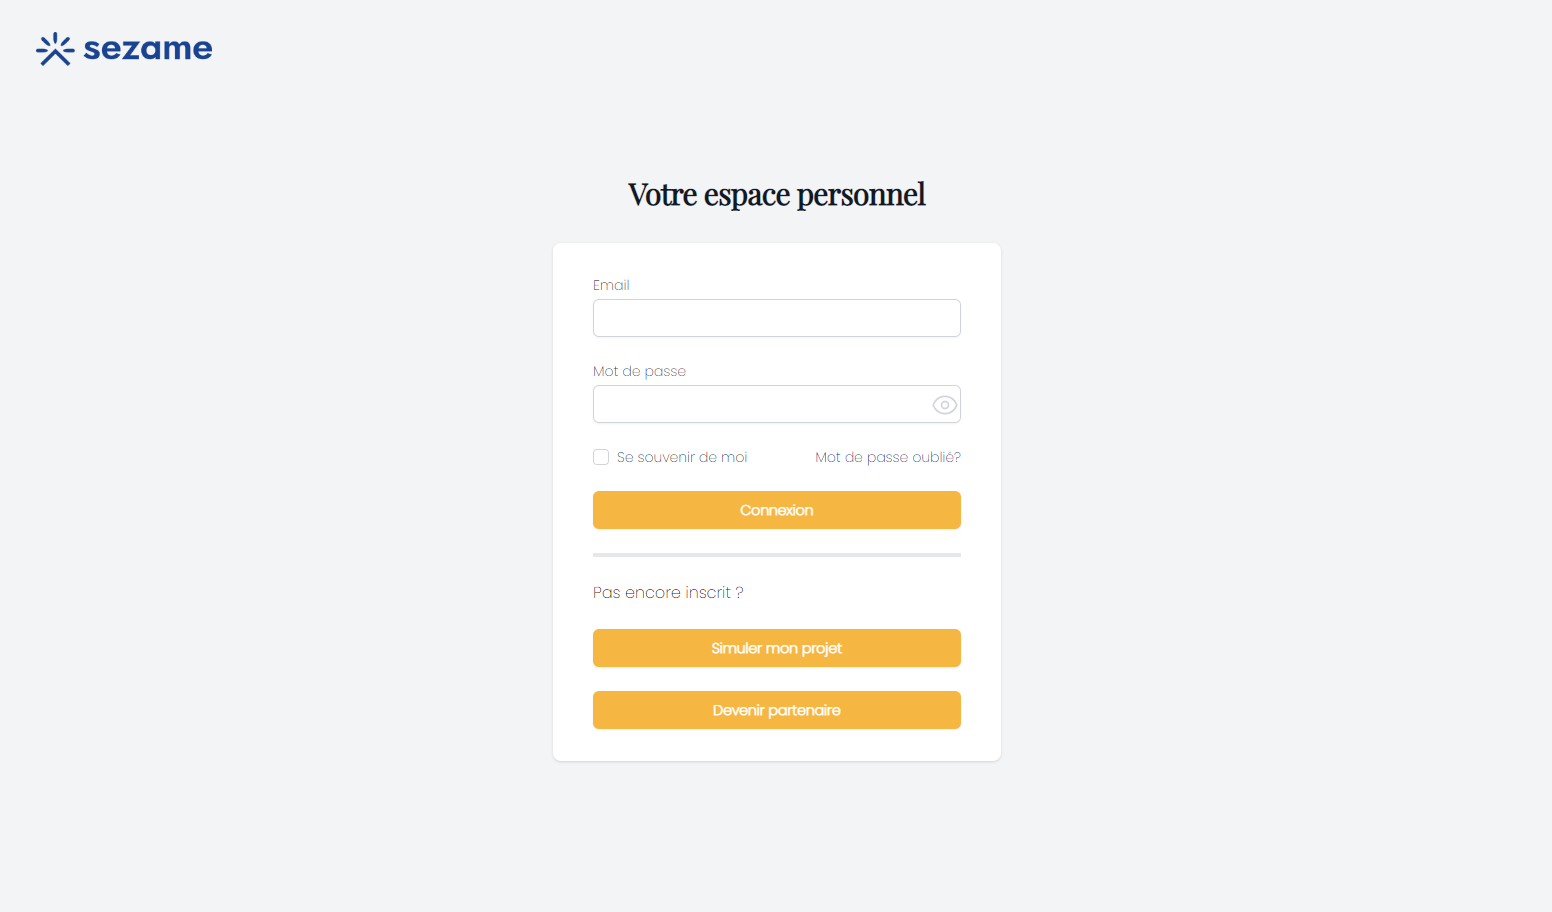 sezame
Votre espace personnel
Email
Mot de passe
Se souvenir de moi
Mot de passe oublié?
Connexion
Pas encore inscrit ?
Simuler mon projet
Devenir partenaire